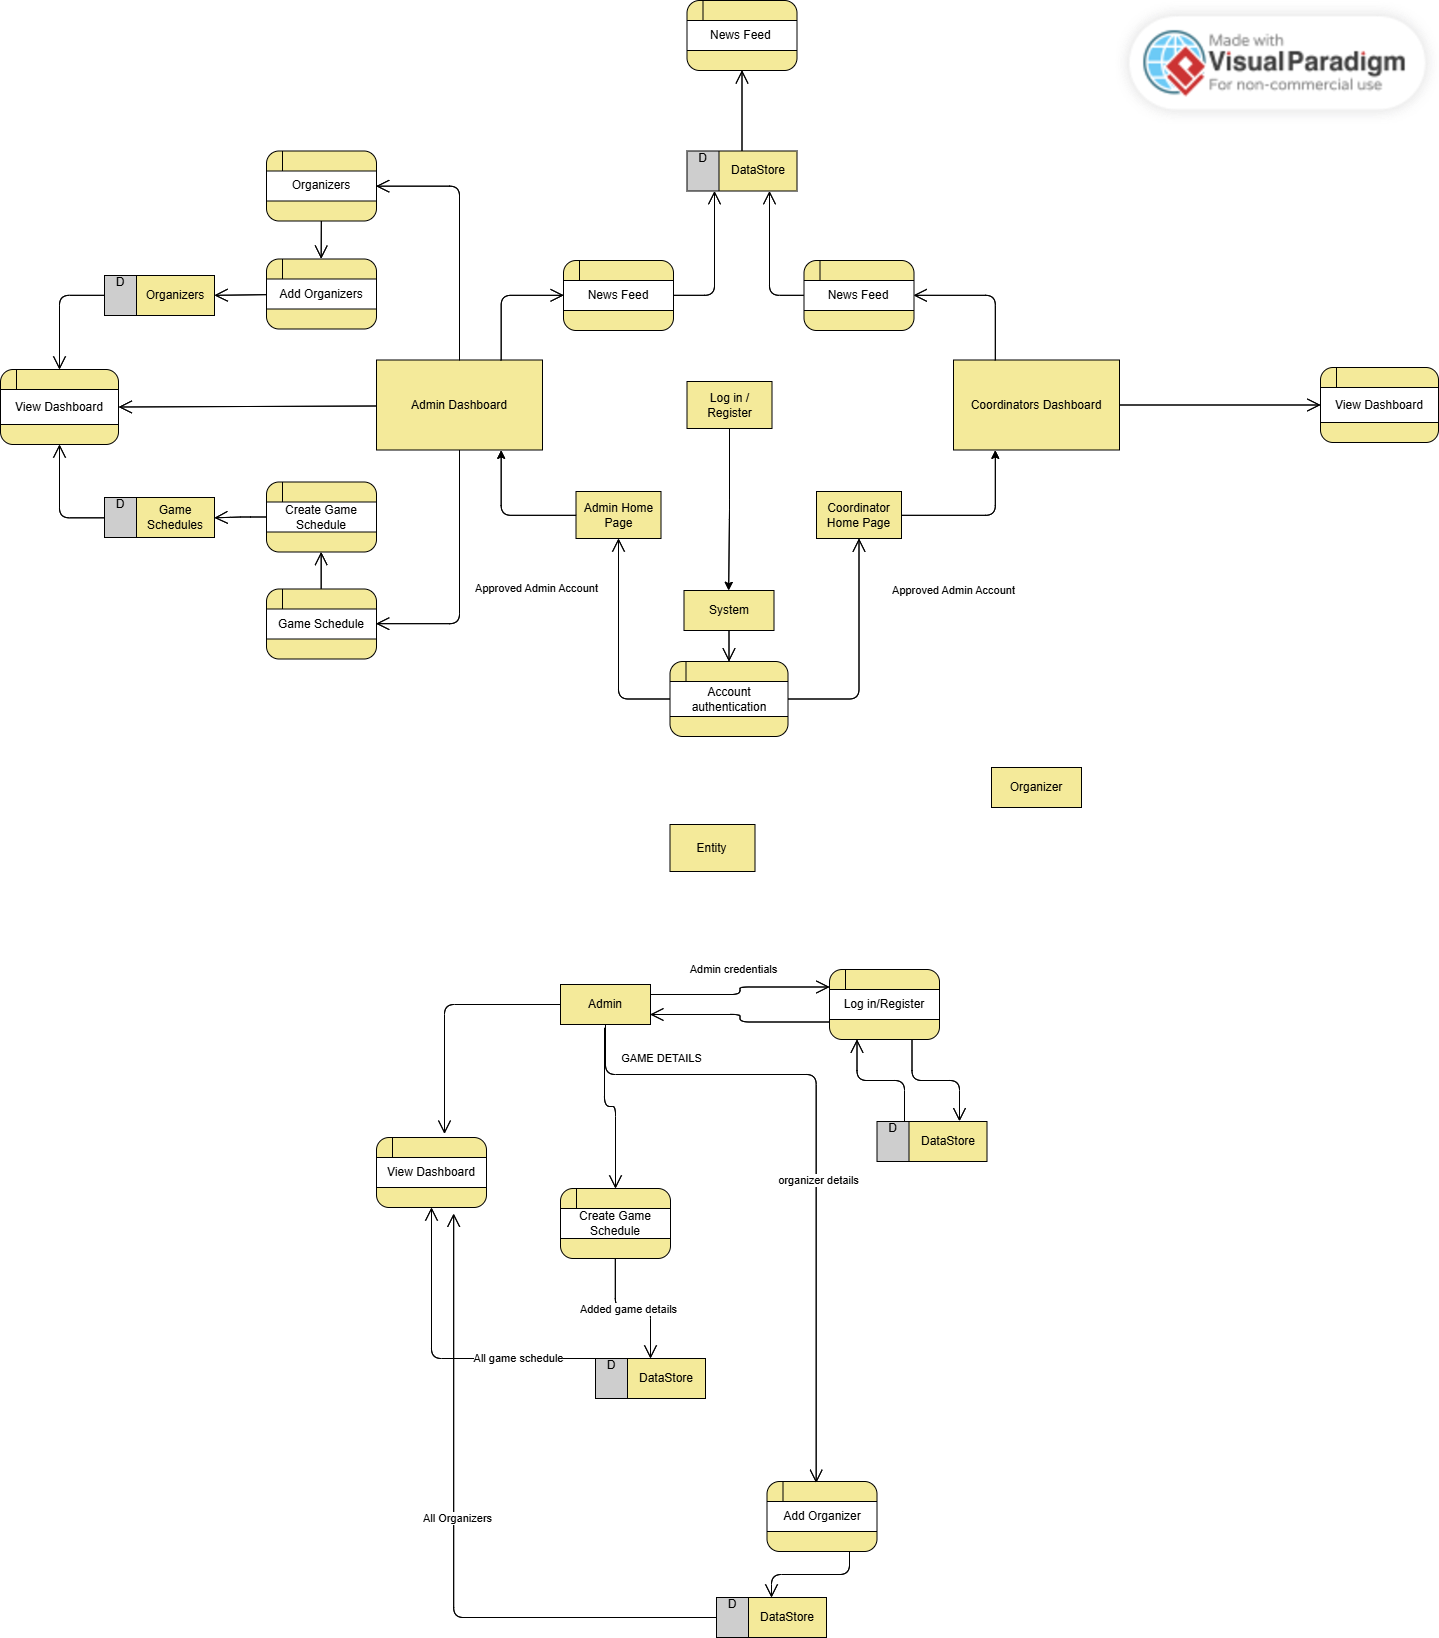 News Feed
Made with
Visual Paradigm
For non-commercial use
D
DataStore
Organizers
D
Organizers
Add Organizers
News Feed
News Feed
View Dashboard
Admin Dashboard
Log in /
Register
Coordinators Dashboard
View Dashboard
D
Game
Schedules
Create Game
Schedule
Admin Home
Page
Coordinator
Home Page
Approved Admin Account
Approved Admin Account
Game Schedule
System
Account
authentication
Organizer
Entity
Admin credentials
Admin
Log in/Register
GAME DETAILS
D
DataStore
View Dashboard
organizer details
Create Game
Schedule
Added game details
All game schedule
D
DataStore
All Organizers
Add Organizer
D
DataStore